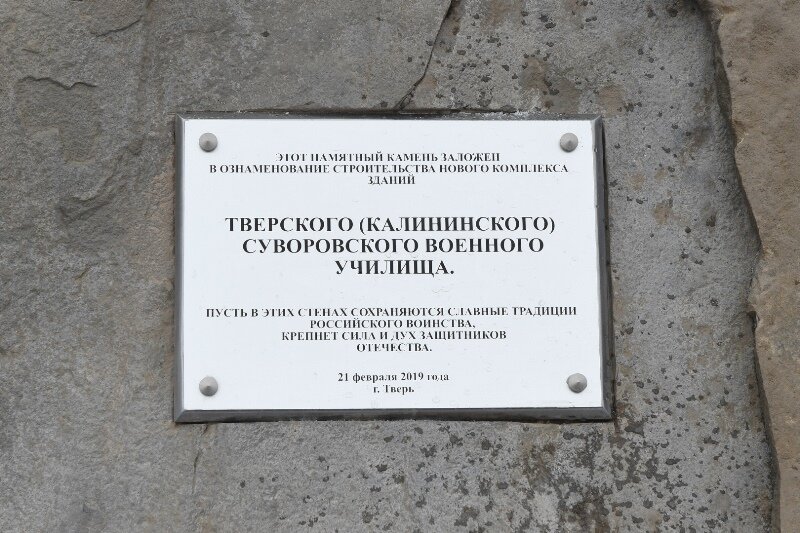 ЭТОТ ПАМЯТНЫЙ КАМЕНЬ ЗАЛОЖЕН
В ОЗНАМЕНОВАНИЕ СТРОИТЕЛЬСТВА НОВОГО КОМПЛЕКСА
ЗДАНИЙ
ТВЕРСКОГО (КАЛИНИНСКОГО)
СУВОРОВСКОГО ВОЕННОГО
УЧИЛИЩА.
ПУСТЬ В ЭТИХ СТЕНАХ СОХРАНЯЮТСЯ СЛАВНЫЕ ТРАДИЦИИ
РОССИЙСКОГО ВОИНСТВА,
КРЕПНЕТ СИЛА И ДУХ ЗАЩИТНИКОВ
ОТЕЧЕСТВА.
21 февраля 2019 года
г. Тверь